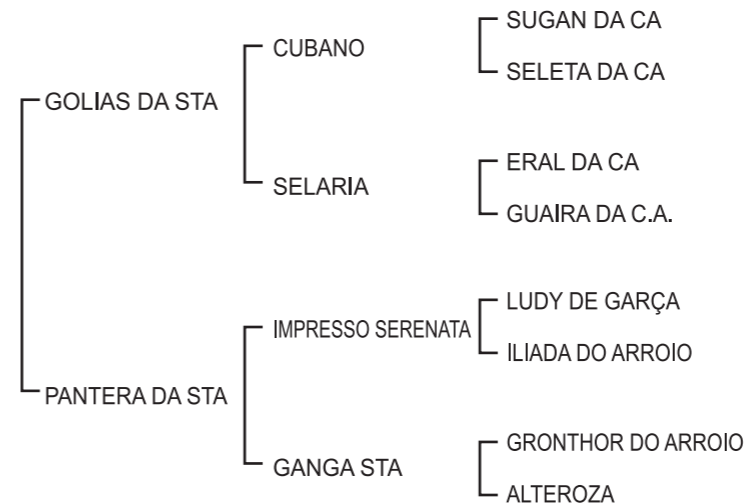 SUGAN DA CA
CUBANO
SELETA DA CA
GOLIAS DA STA
ERAL DA CA
SELARIA
GUAIRA DA C.A.
LUDY DE GARÇA
IMPRESSO SERENATA
ILIADA DO ARROIO
PANTERA DA STA
GRONTHOR DO ARROIO
GANGA STA
ALTEROZA